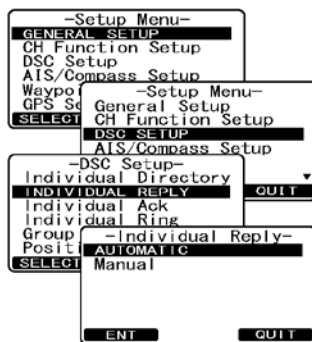 -Setup Menu-
GENERAL SETUP
CH Function Setup
DSC Setup
AIS/Compass Setup
GPS
SELECT
-Setup Menu-
General Setup
CH Function Setup
DSC SETUP
AIS/Compass Setup
QUIT
-DSC Setup-
Individual Directory
INDIVIDUAL REPLY
Individual Ack
Individual Ring
Group
SELECT
-Individual Reply-
AUTOMATIC
Manual
ENT QUIT